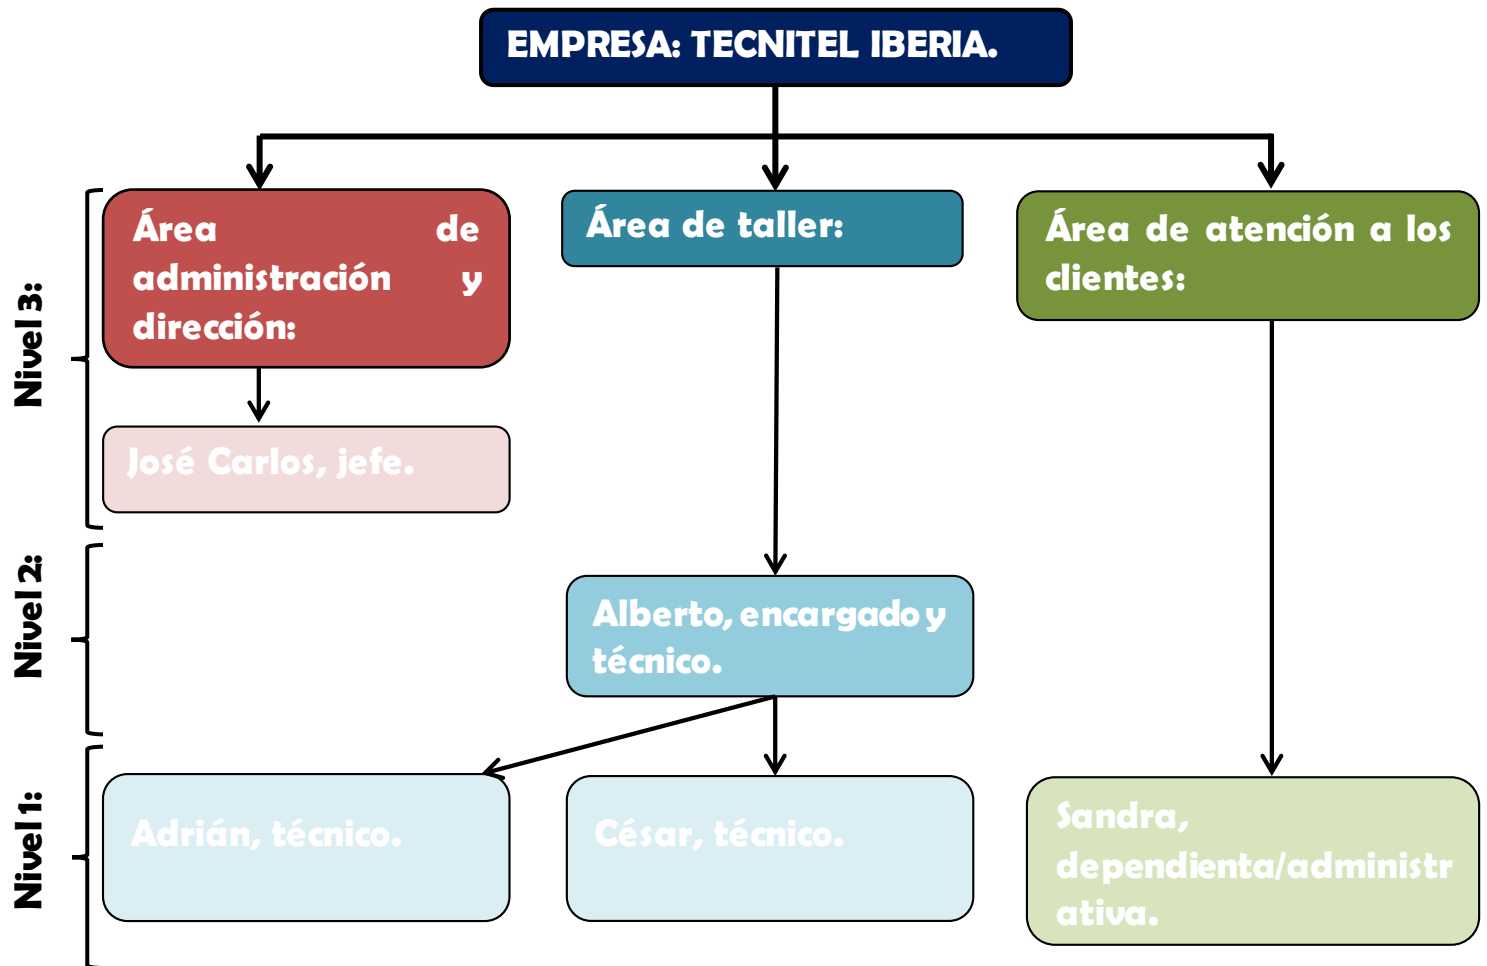 EMPRESA: TECNITEL IBERIA.
Nivel 3:
Área de
administración y
dirección:
Área de taller:
Área de atención a los
clientes:
José Carlos, jefe.
Nivel 2:
Alberto, encargado y
técnico.
Nivel 1:
Adrián, técnico.
César, técnico.
Sandra,
dependienta/administr
ativa.